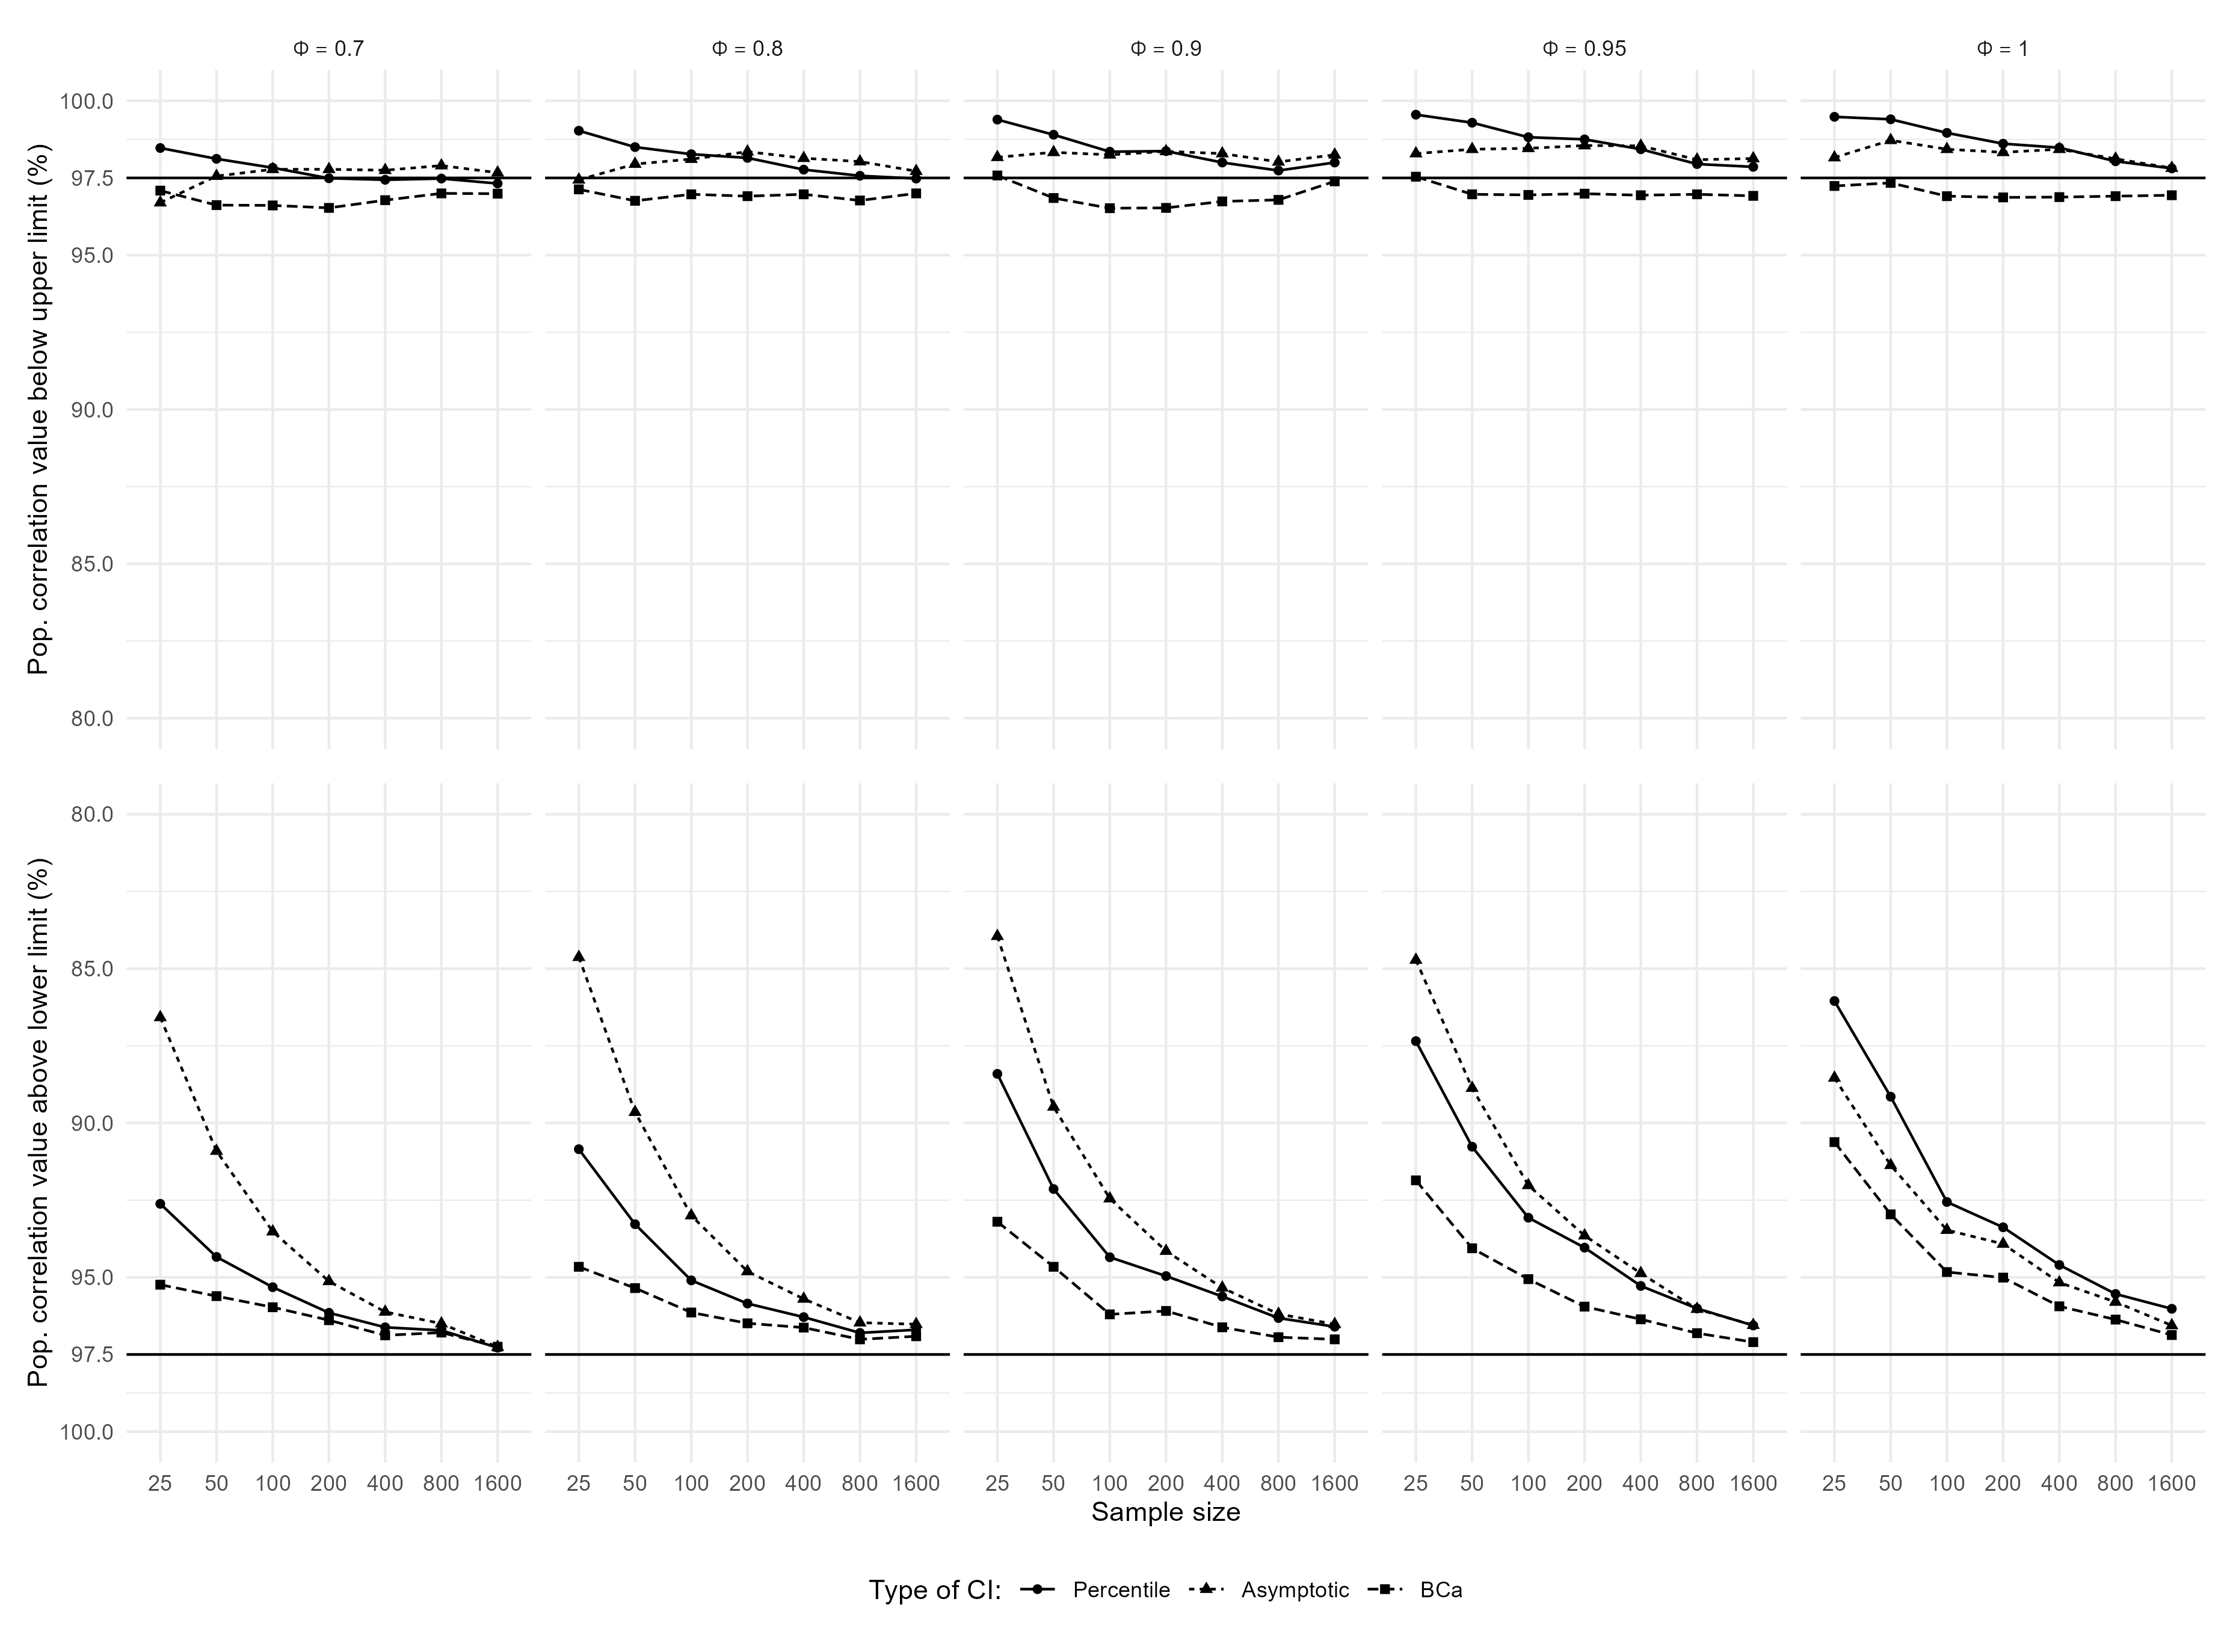 Φ = 0.7 Φ = 0.8 Φ = 0.9 Φ = 0.95 Φ = 1
Pop. correlation value below upper limit (%)
100.0
97.5
95.0
90.0
85.0
80.0
Pop. correlation value above lower limit (%)
80.0
85.0
90.0
95.0
97.5
100.0
25 50 100 200 400 800 1600 25 50 100 200 400 800 1600 25 50 100 200 400 800 1600 25 50 100 200 400 800 1600 25 50 100 200 400 800 1600
Sample size
Type of CI: Percentile Asymptotic BCa